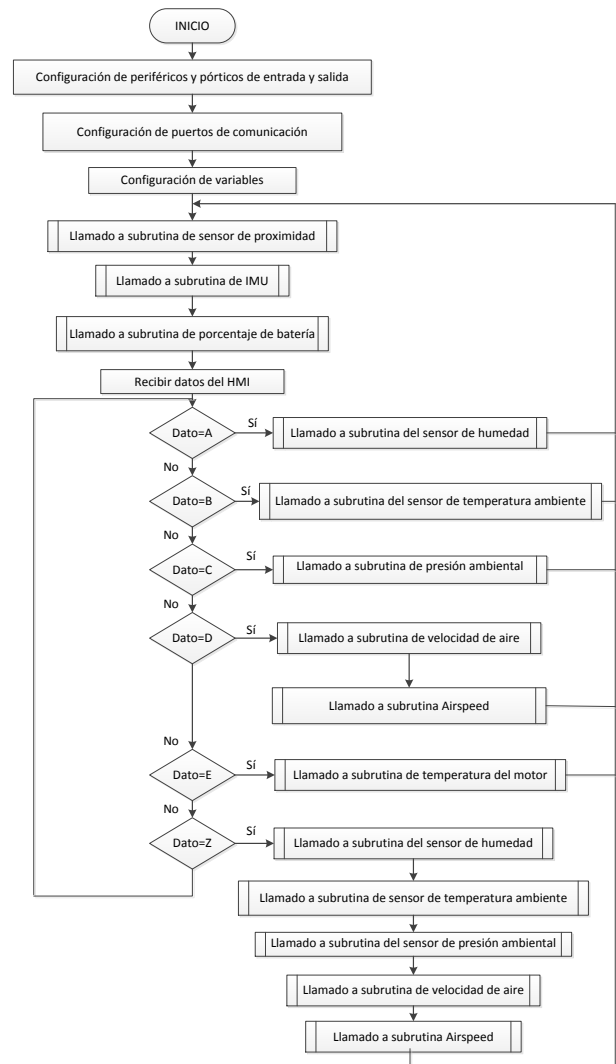 INICIO
Configuración de periféricos y pórticos de entrada y salida
Configuración de puertos de comunicación
Configuración de variables
Llamado a subrutina de sensor de proximidad
Llamado a subrutina de IMU
Llamado a subrutina de porcentaje de batería
Recibir datos del HMI
Dato=A
Sí
Llamado a subrutina del sensor de humedad
No
Dato=B
Sí
Llamado a subrutina del sensor de temperatura ambiente
No
Dato=C
Sí
Llamado a subrutina de presión ambiental
No
Dato=D
Sí
Llamado a subrutina de velocidad de aire
Llamado a subrutina Airspeed
No
Dato=E
Sí
Llamado a subrutina de temperatura del motor
No
Dato=Z
Sí
Llamado a subrutina del sensor de humedad
Llamado a subrutina de sensor de temperatura ambiente
Llamado a subrutina del sensor de presión ambiental
Llamado a subrutina de velocidad de aire
Llamado a subrutina Airspeed